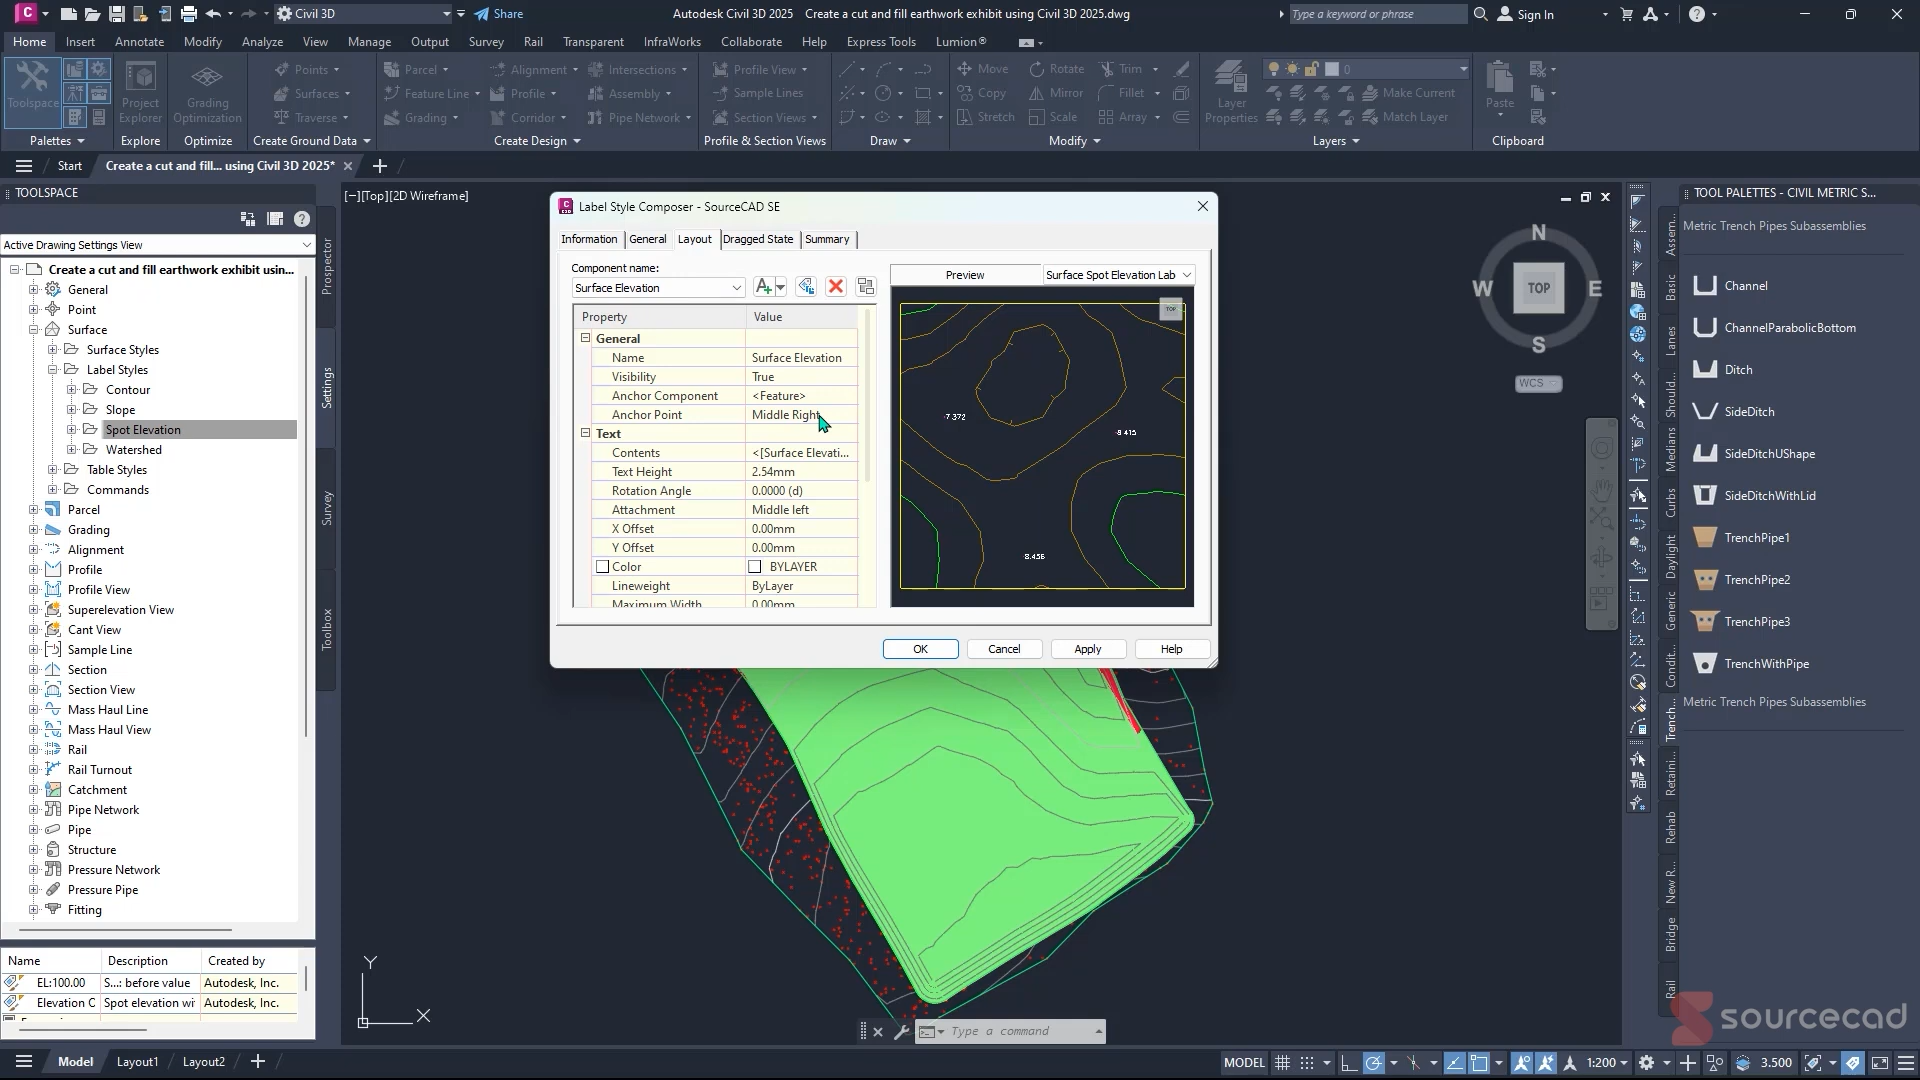 Civil 3D
Share
Autodesk Civil 3D 2025 Create a cut and fill earthwork exhibit using Civil 3D 2025.dwg
Type a keyword or phrase
Sign In
Home Insert Annotate Modify Analyze View Manage Output Survey Rail Transparent InfraWorks Collaborate Help Express Tools Lumion®
Toolspace
Project Explorer
Grading Optimization
Points
Surfaces
Traverse
Parcel
Feature Line
Grading
Alignment
Profile
Corridor
Intersections
Assembly
Pipe Network
Profile View
Sample Lines
Section Views
Move
Copy
Stretch
Rotate
Mirror
Scale
Trim
Fillet
Array
Layer Properties
0
Make Current
Match Layer
Paste
Palettes Explore Optimize Create Ground Data Create Design Profile & Section Views Draw Modify Layers Clipboard
Start
Create a cut and fill... using Civil 3D 2025*
TOOLSPACE
Active Drawing Settings View
Create a cut and fill earthwork exhibit usin...
General
Point
Surface
Surface Styles
Label Styles
Contour
Slope
Spot Elevation
Watershed
Table Styles
Commands
Parcel
Grading
Alignment
Profile
Profile View
Superelevation View
Cant View
Sample Line
Section
Section View
Mass Haul Line
Mass Haul View
Rail
Rail Turnout
Catchment
Pipe Network
Pipe
Structure
Pressure Network
Pressure Pipe
Fitting
Prospector
Settings
Survey
Toolbox
Name Description Created by
EL:100.00 S...: before value Autodesk, Inc.
Elevation C Spot elevation wi Autodesk, Inc.
[−][Top][2D Wireframe]
Label Style Composer - SourceCAD SE
Information General Layout Dragged State Summary
Component name:
Surface Elevation
Property Value
General
Name Surface Elevation
Visibility True
Anchor Component <Feature>
Anchor Point Middle Right
Text
Contents <[Surface Elevati...
Text Height 2.54mm
Rotation Angle 0.0000 (d)
Attachment Middle left
X Offset 0.00mm
Y Offset 0.00mm
Color BYLAYER
Lineweight ByLayer
Maximum Width 0.00mm
Preview
Surface Spot Elevation Lab
TOP
-7.372
-8.415
8.456
OK
Cancel
Apply
Help
N
W TOP E
S
WCS
Y
X
Type a command
TOOL PALETTES - CIVIL METRIC S...
Metric Trench Pipes Subassemblies
Channel
ChannelParabolicBottom
Ditch
SideDitch
SideDitchUShape
SideDitchWithLid
TrenchPipe1
TrenchPipe2
TrenchPipe3
TrenchWithPipe
Metric Trench Pipes Subassemblies
Assem...
Basic
Lanes
Should...
Medians
Curbs
Daylight
Generic
Condit...
Trench...
Retaini...
Rehab
New R...
Bridge
Rail
sourcecad
Model Layout1 Layout2
MODEL
1:200
3.500